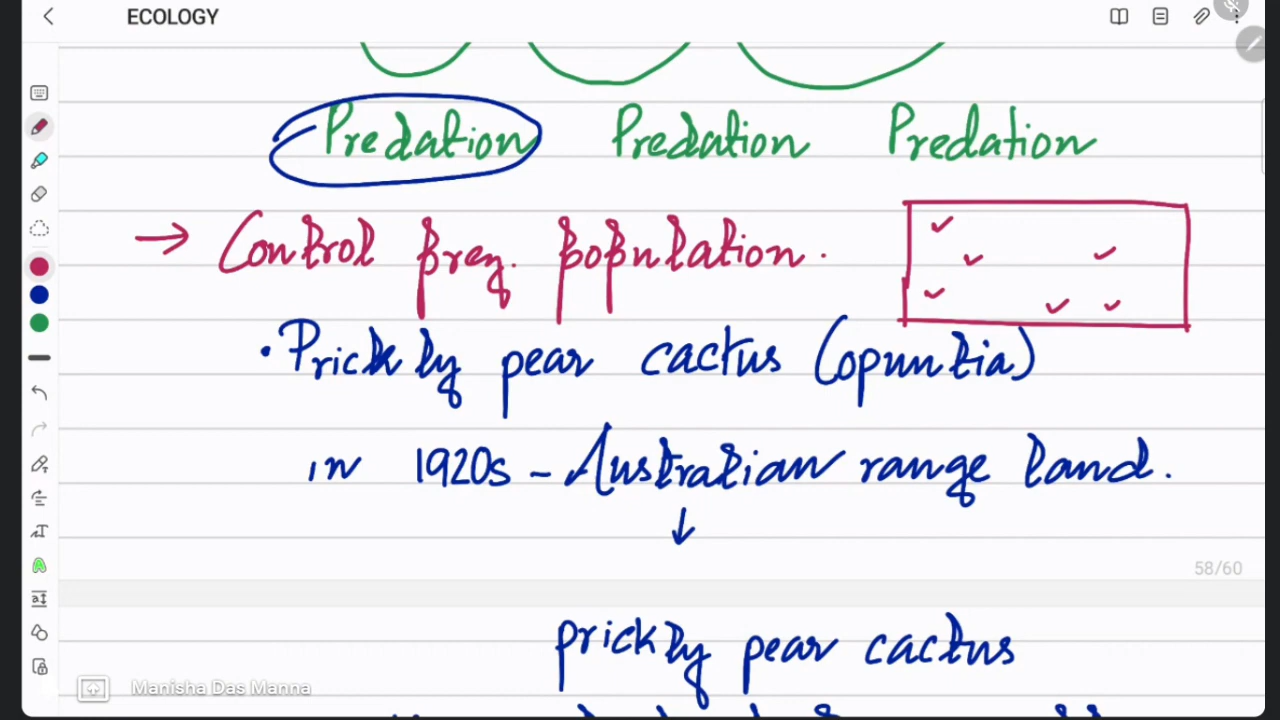 ECOLOGY
Predation Predation Predation
→ Control freq. population.
• Prickly pear cactus (opuntia)
in 1920s - Australian range land.
↓
58/60
prickly pear cactus
Manisha Das Manna